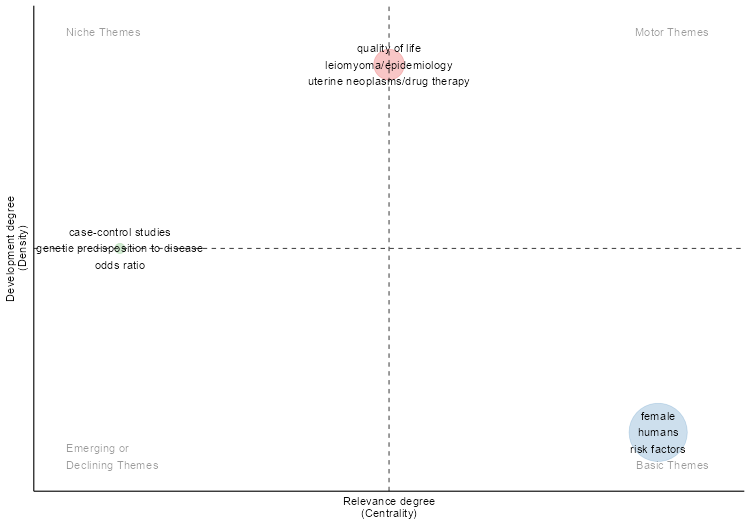 Niche Themes
Motor Themes
quality of life
leiomyoma/epidemiology
uterine neoplasms/drug therapy
case-control studies
genetic predisposition to disease
odds ratio
Development degree
(Density)
female
humans
risk factors
Emerging or
Declining Themes
Basic Themes
Relevance degree
(Centrality)